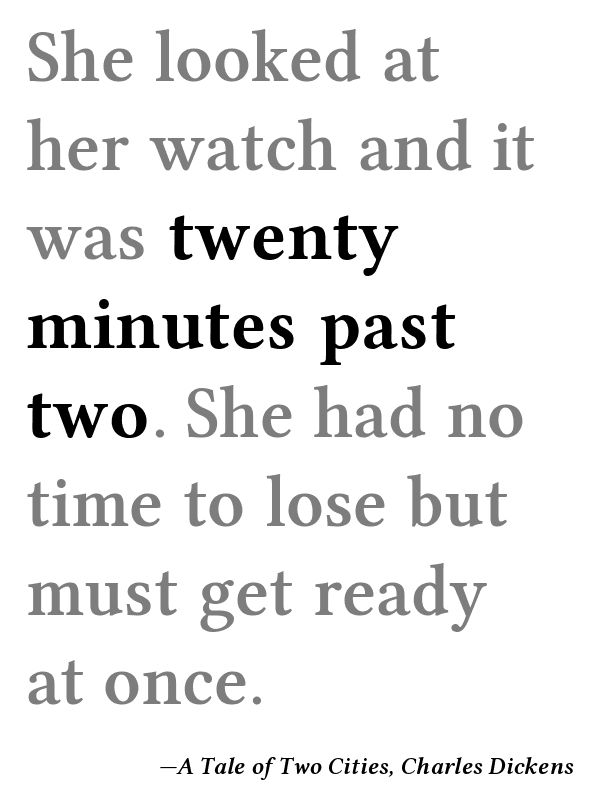 She looked at
her watch and it
was twenty
minutes past
two. She had no
time to lose but
must get ready
at once.
—A Tale of Two Cities, Charles Dickens